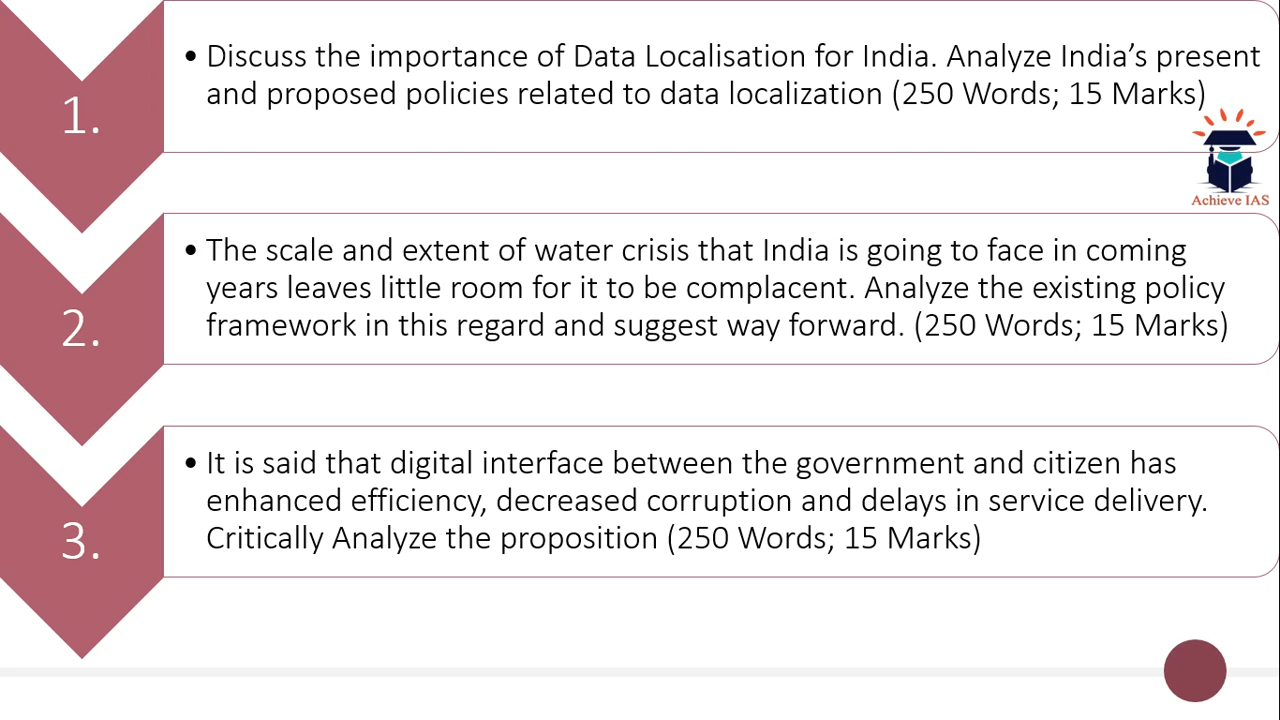 1.
• Discuss the importance of Data Localisation for India. Analyze India’s present
and proposed policies related to data localization (250 Words; 15 Marks)
Achieve IAS
2.
• The scale and extent of water crisis that India is going to face in coming
years leaves little room for it to be complacent. Analyze the existing policy
framework in this regard and suggest way forward. (250 Words; 15 Marks)
3.
• It is said that digital interface between the government and citizen has
enhanced efficiency, decreased corruption and delays in service delivery.
Critically Analyze the proposition (250 Words; 15 Marks)